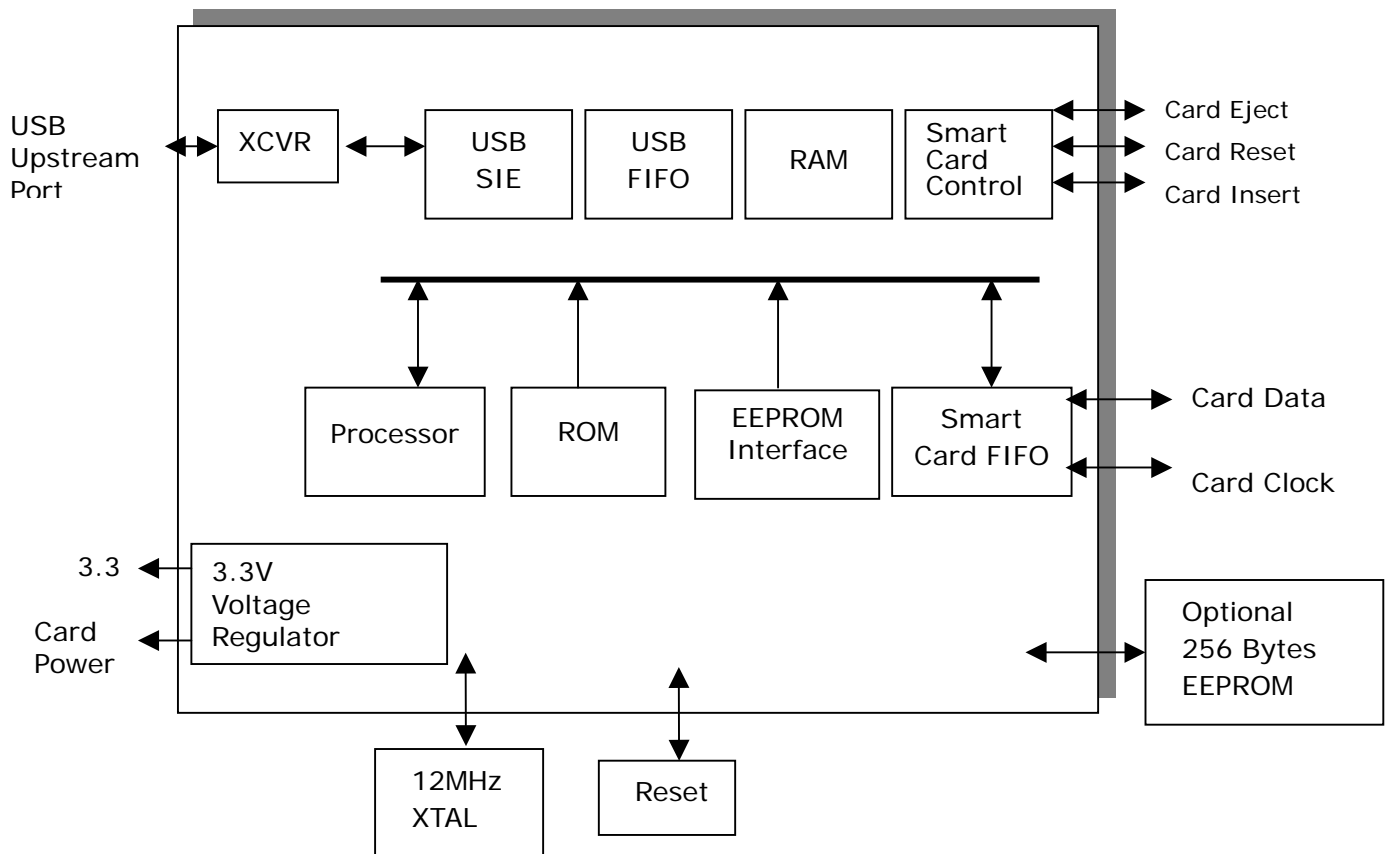 USB
Upstream
Port
XCVR
USB
SIE
USB
FIFO
RAM
Smart
Card
Control
Card Eject
Card Reset
Card Insert
Processor
ROM
EEPROM
Interface
Smart
Card FIFO
Card Data
Card Clock
3.3
Card
Power
3.3V
Voltage
Regulator
Optional
256 Bytes
EEPROM
12MHz
XTAL
Reset